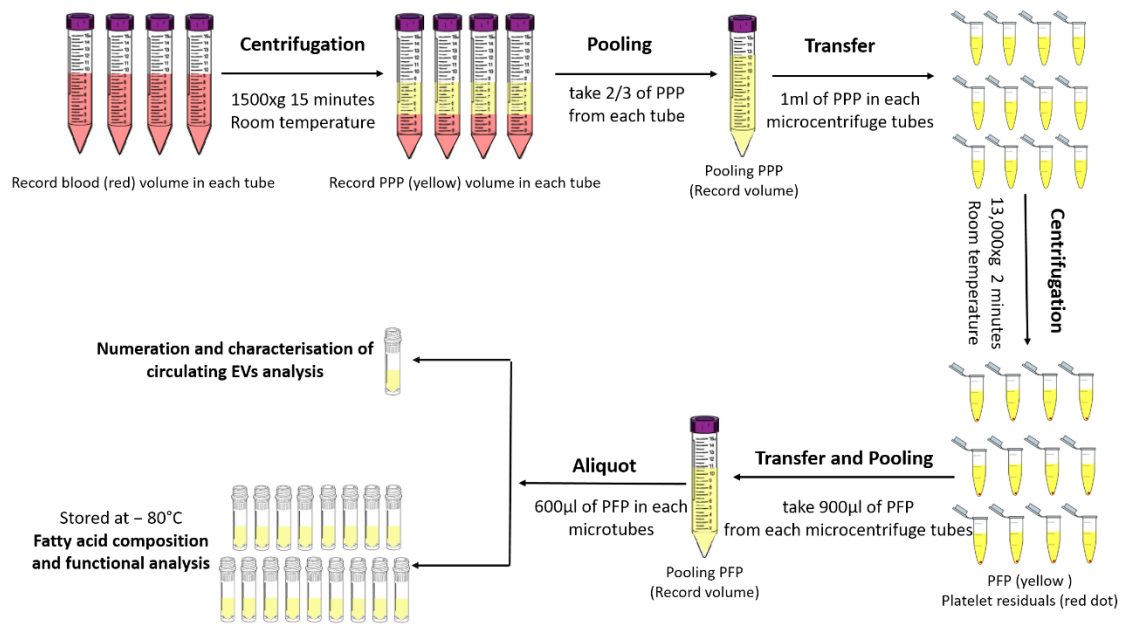 Centrifugation
1500xg 15 minutes
Room temperature
Pooling
take 2/3 of PPP
from each tube
Transfer
1ml of PPP in each
microcentrifuge tubes
Record blood (red) volume in each tube
Record PPP (yellow) volume in each tube
Pooling PPP
(Record volume)
Centrifugation
13,000xg 2 minutes
Room temperature
Numeration and characterisation of
circulating EVs analysis
Stored at – 80°C
Fatty acid composition
and functional analysis
Aliquot
600µl of PFP in each
microtubes
Transfer and Pooling
take 900µl of PFP
from each microcentrifuge tubes
Pooling PFP
(Record volume)
PFP (yellow )
Platelet residuals (red dot)